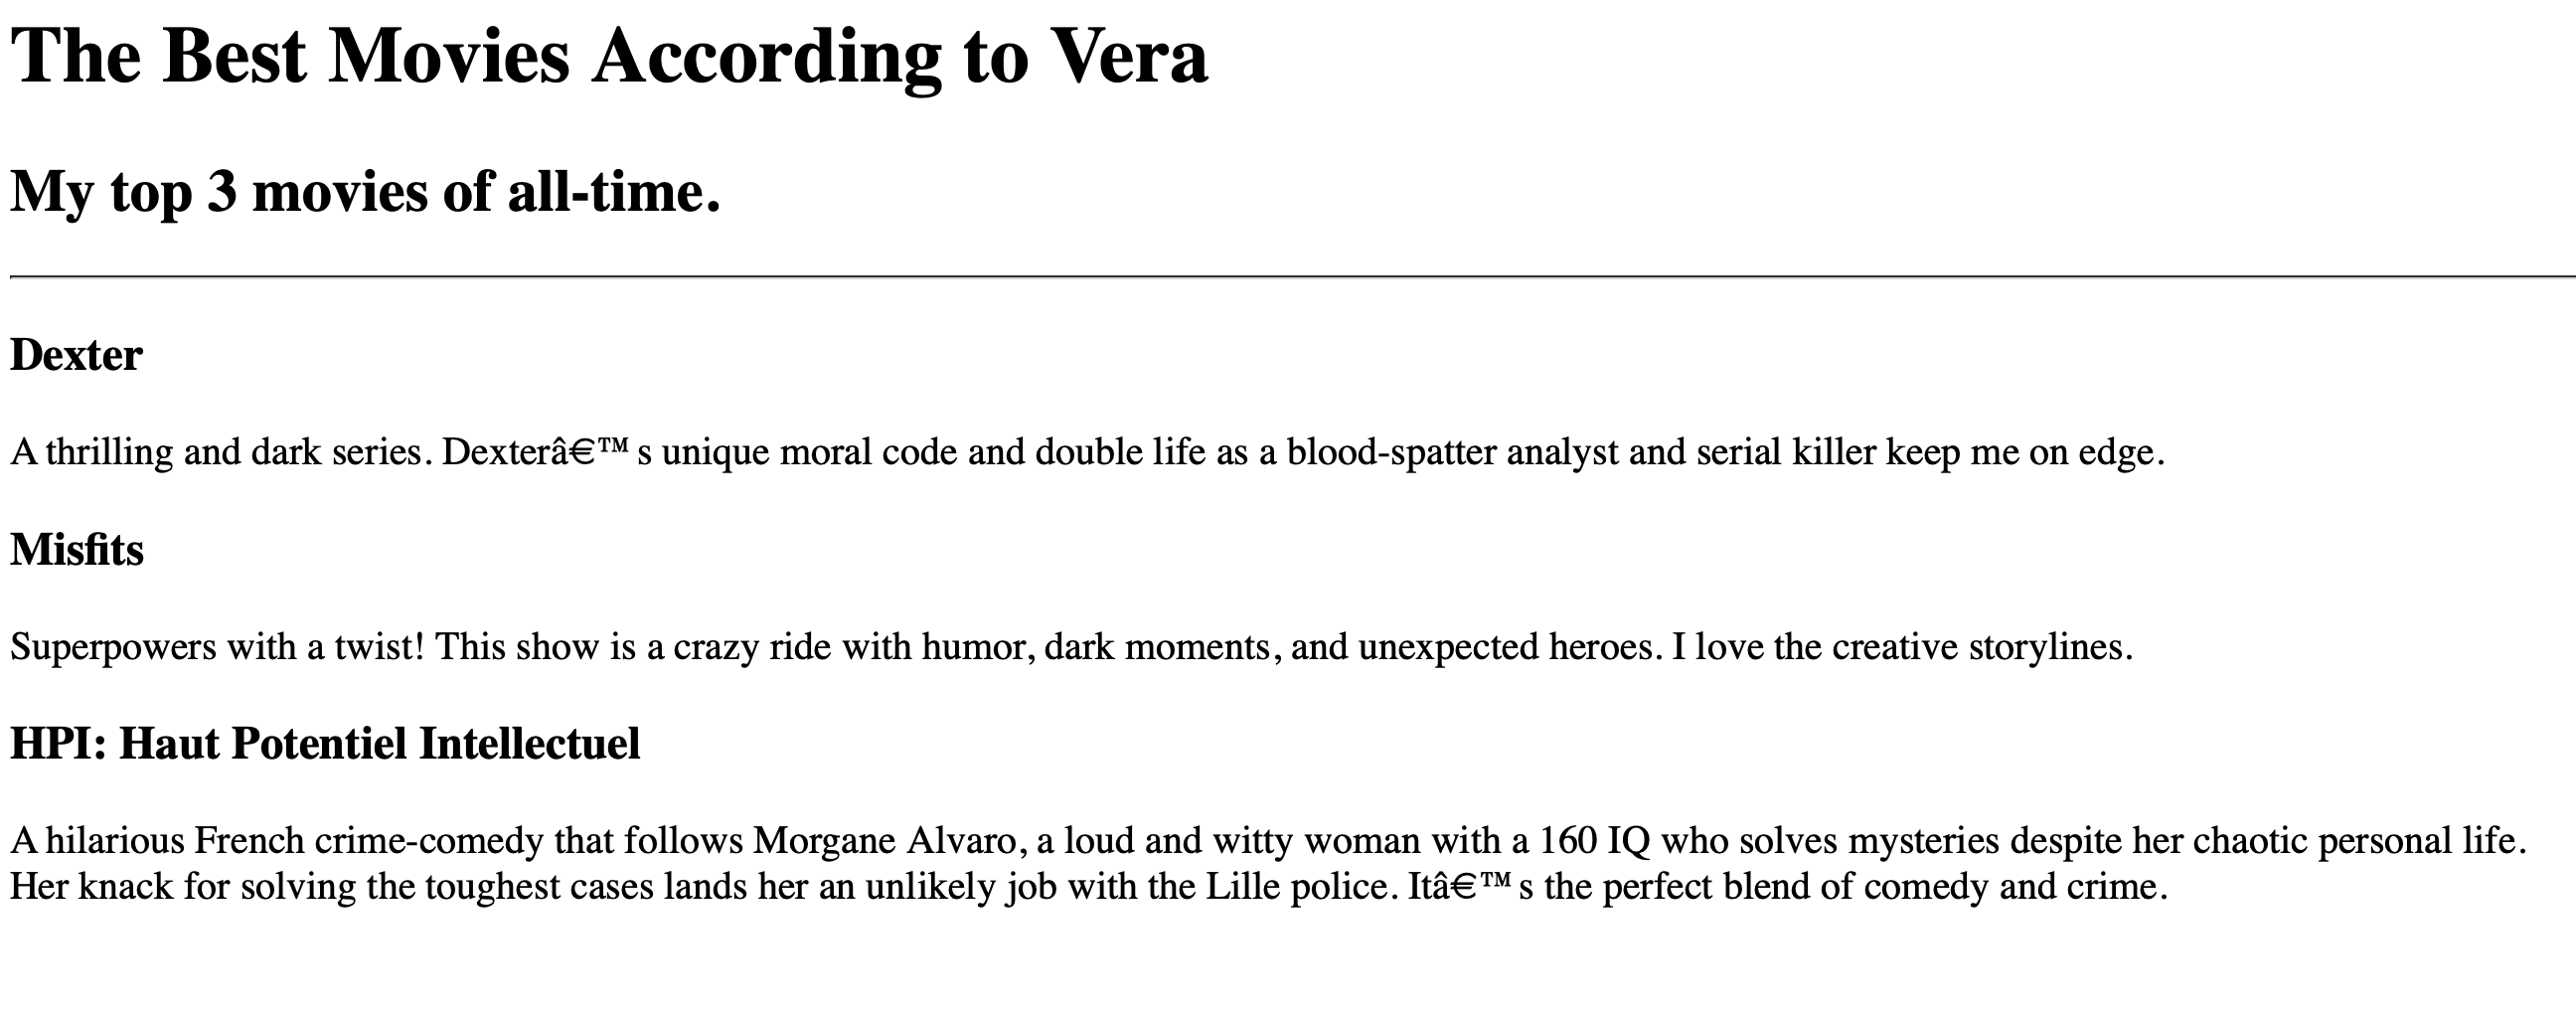 The Best Movies According to Vera
My top 3 movies of all-time.
Dexter
A thrilling and dark series. Dexterâ€™s unique moral code and double life as a blood-spatter analyst and serial killer keep me on edge.
Misfits
Superpowers with a twist! This show is a crazy ride with humor, dark moments, and unexpected heroes. I love the creative storylines.
HPI: Haut Potentiel Intellectuel
A hilarious French crime-comedy that follows Morgane Alvaro, a loud and witty woman with a 160 IQ who solves mysteries despite her chaotic personal life.
Her knack for solving the toughest cases lands her an unlikely job with the Lille police. Itâ€™s the perfect blend of comedy and crime.